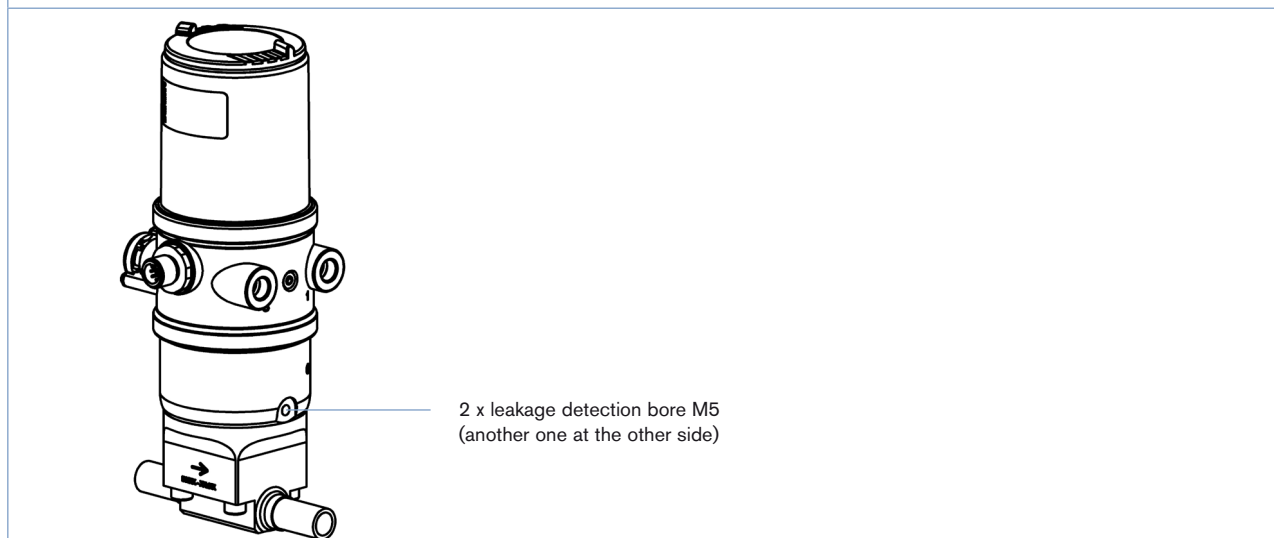 2 x leakage detection bore M5
(another one at the other side)